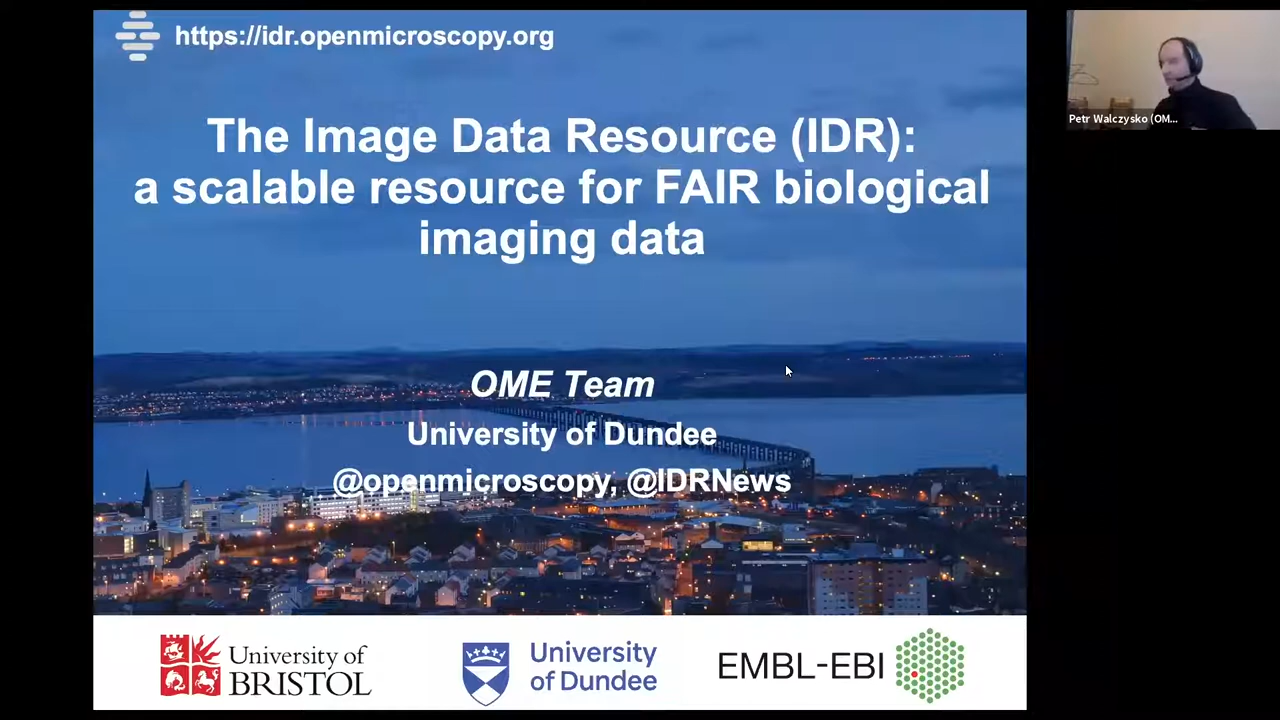 https://idr.openmicroscopy.org
The Image Data Resource (IDR):
a scalable resource for FAIR biological
imaging data
OME Team
University of Dundee
@openmicroscopy, @IDRNews
University of
BRISTOL
University
of Dundee
EMBL-EBI
Petr Walczysko (OM...